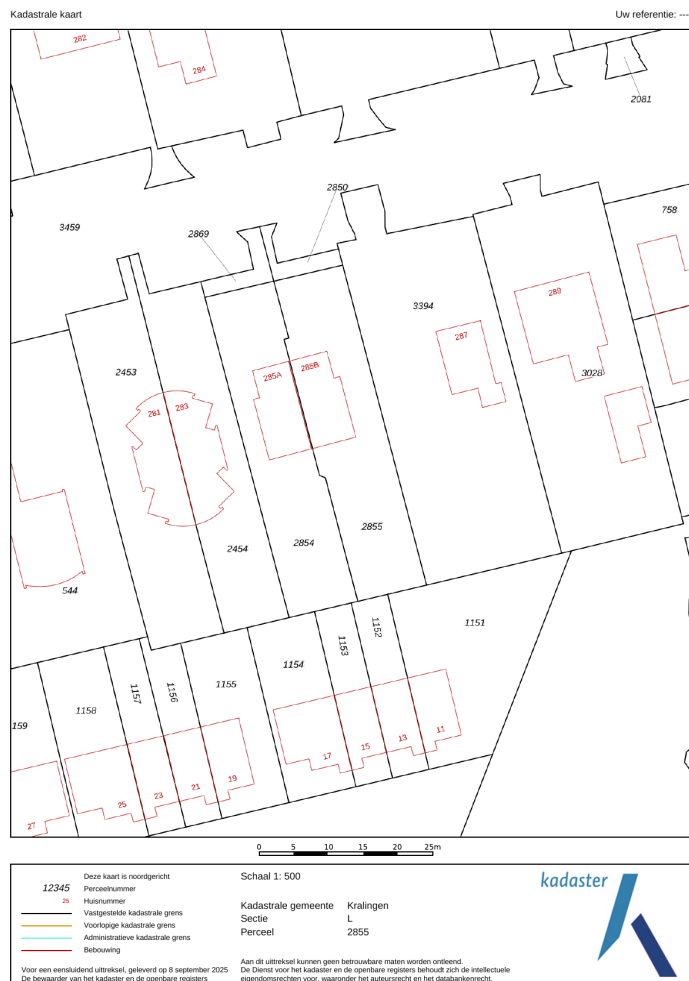 Kadastrale kaart
Uw referentie: ---
282
284
2081
2850
758
3459
2869
289
3394
287
2453
3028
285B
285A
281
283
2855
2854
2454
544
1151
1152
1153
1154
1155
1156
1157
1158
159
11
13
15
17
19
21
23
25
27
0 5 10 15 20 25m
Deze kaart is noordgericht
12345 Perceelnummer
25 Huisnummer
Vastgestelde kadastrale grens
Voorlopige kadastrale grens
Administratieve kadastrale grens
Bebouwing
Voor een eensluidend uittreksel, geleverd op 8 september 2025
De bewaarder van het kadaster en de openbare registers
Schaal 1: 500
Kadastrale gemeente Kralingen
Sectie L
Perceel 2855
Aan dit uittreksel kunnen geen betrouwbare maten worden ontleend.
De Dienst voor het kadaster en de openbare registers behoudt zich de intellectuele
eigendomsrechten voor, waaronder het auteursrecht en het databankenrecht.
kadaster